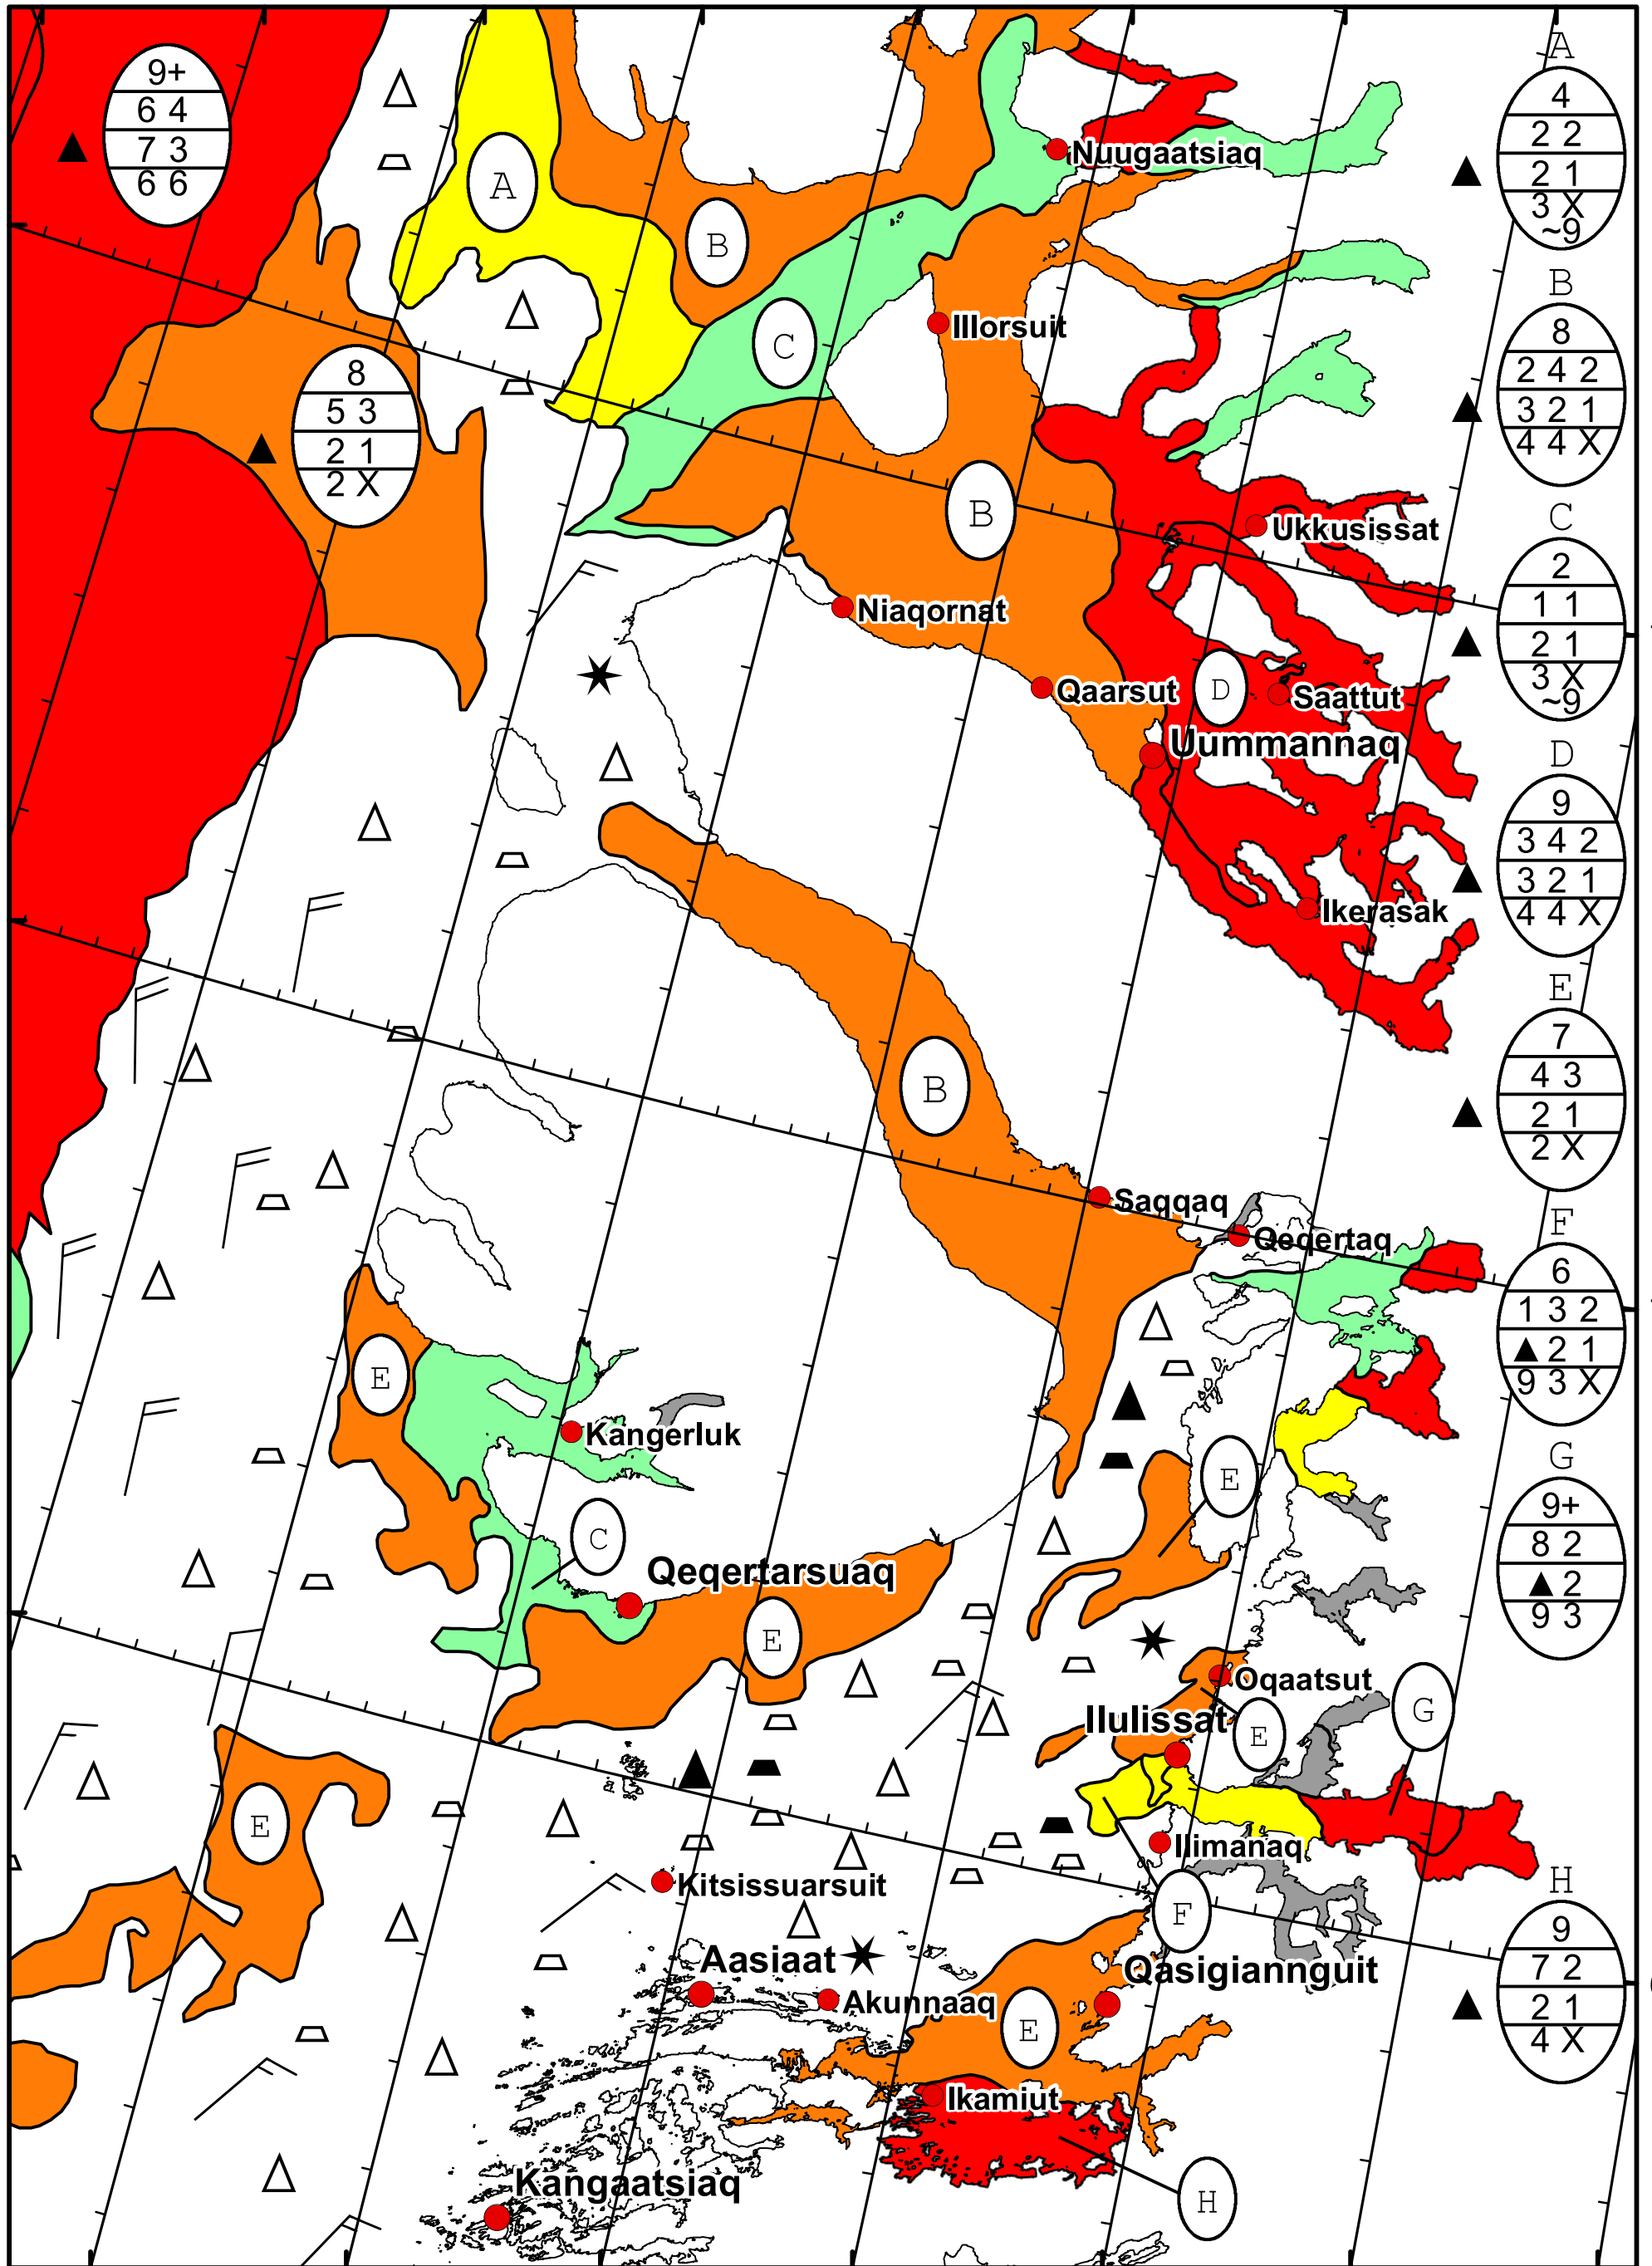 9+
6 4
7 3
6 6
8
5 3
2 1
2 X
A
B
C
Nuugaatsiaq
Illorsuit
B
Ukkusissat
Niaqornat
Qaarsut
D
Saattut
Uummannaq
Ikerasak
B
Saqqaq
Qeqertaq
E
Kangerluk
E
C
Qeqertarsuaq
E
Oqaatsut
Ilulissat
E
G
E
Ilimanaq
Kitsissuarsuit
F
Aasiaat
Qasigiannguit
Akunnaaq
E
Ikamiut
Kangaatsiaq
H
A
4
2 2
2 1
3 X
~9
B
8
2 4 2
3 2 1
4 4 X
C
2
1 1
2 1
3 X
~9
D
9
3 4 2
3 2 1
4 4 X
E
7
4 3
2 1
2 X
F
6
1 3 2
▲ 2 1
9 3 X
G
9+
8 2
▲ 2
9 3
H
9
7 2
2 1
4 X